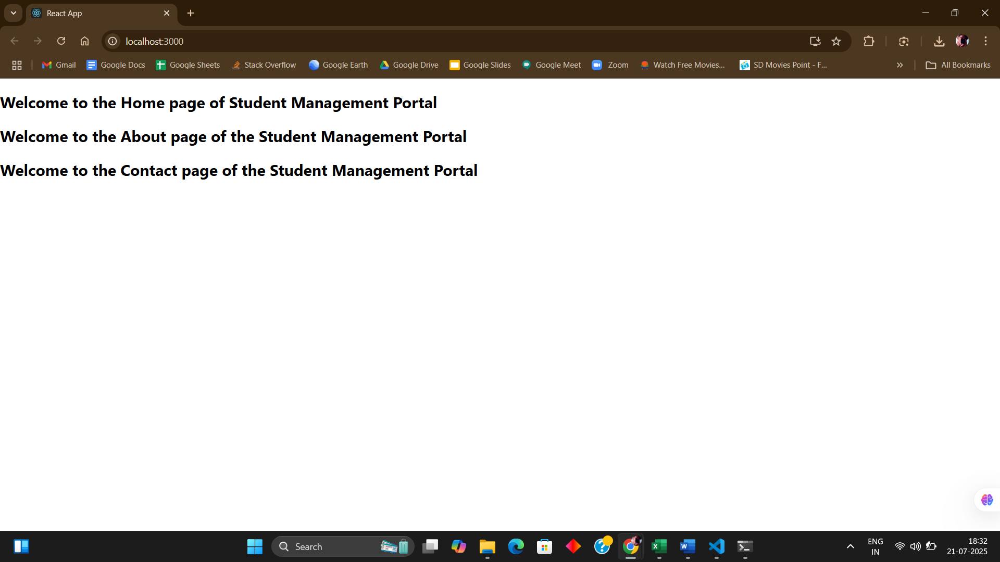 React App
localhost:3000
Gmail Google Docs Google Sheets Stack Overflow Google Earth Google Drive Google Slides Google Meet Zoom Watch Free Movies... SD Movies Point - F... All Bookmarks
Welcome to the Home page of Student Management Portal
Welcome to the About page of the Student Management Portal
Welcome to the Contact page of the Student Management Portal
Search
ENG
IN
18:32
21-07-2025